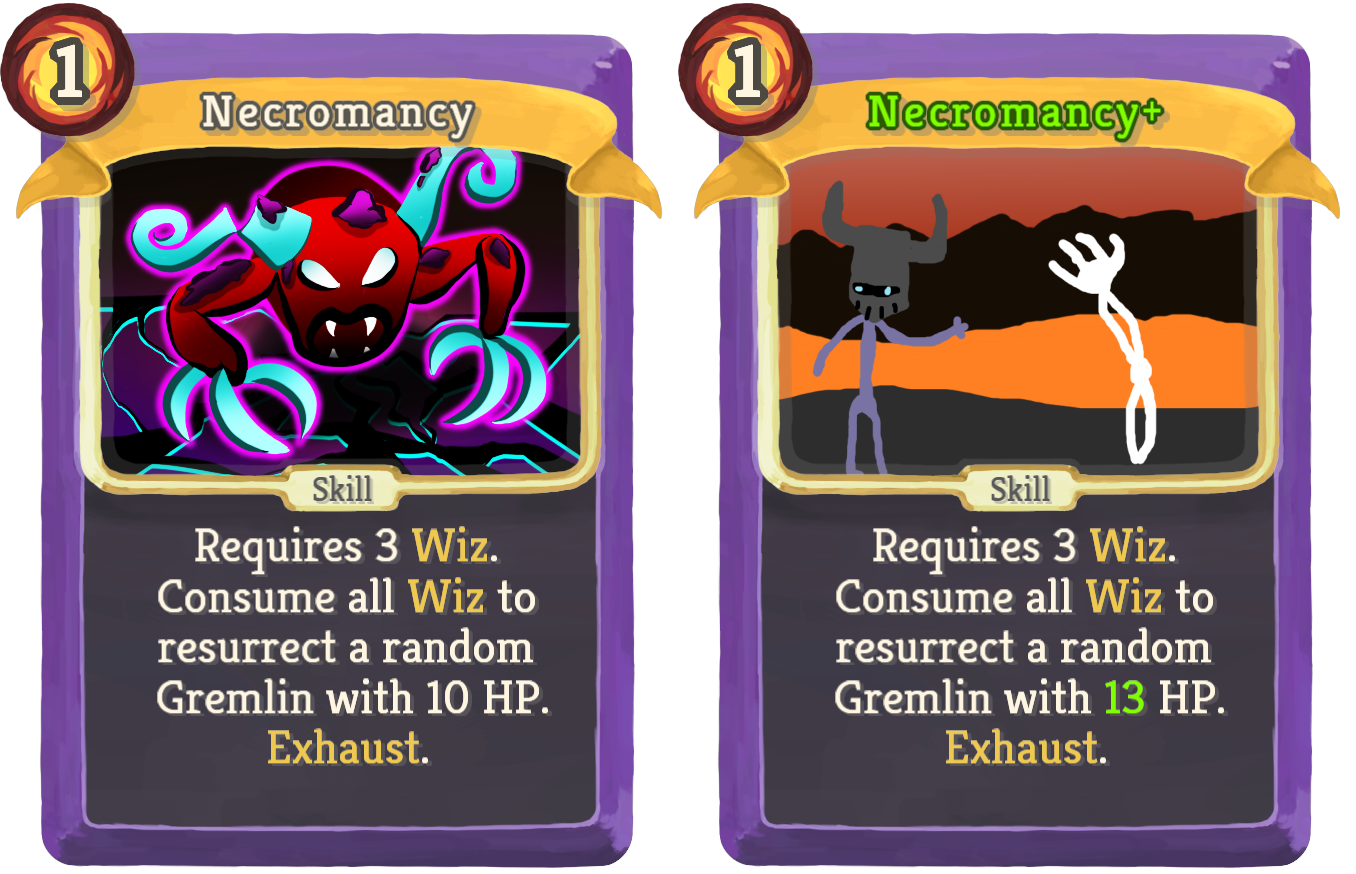 1
Necromancy
Skill
Requires 3 Wiz.
Consume all Wiz to
resurrect a random
Gremlin with 10 HP.
Exhaust.
1
Necromancy+
Skill
Requires 3 Wiz.
Consume all Wiz to
resurrect a random
Gremlin with 13 HP.
Exhaust.